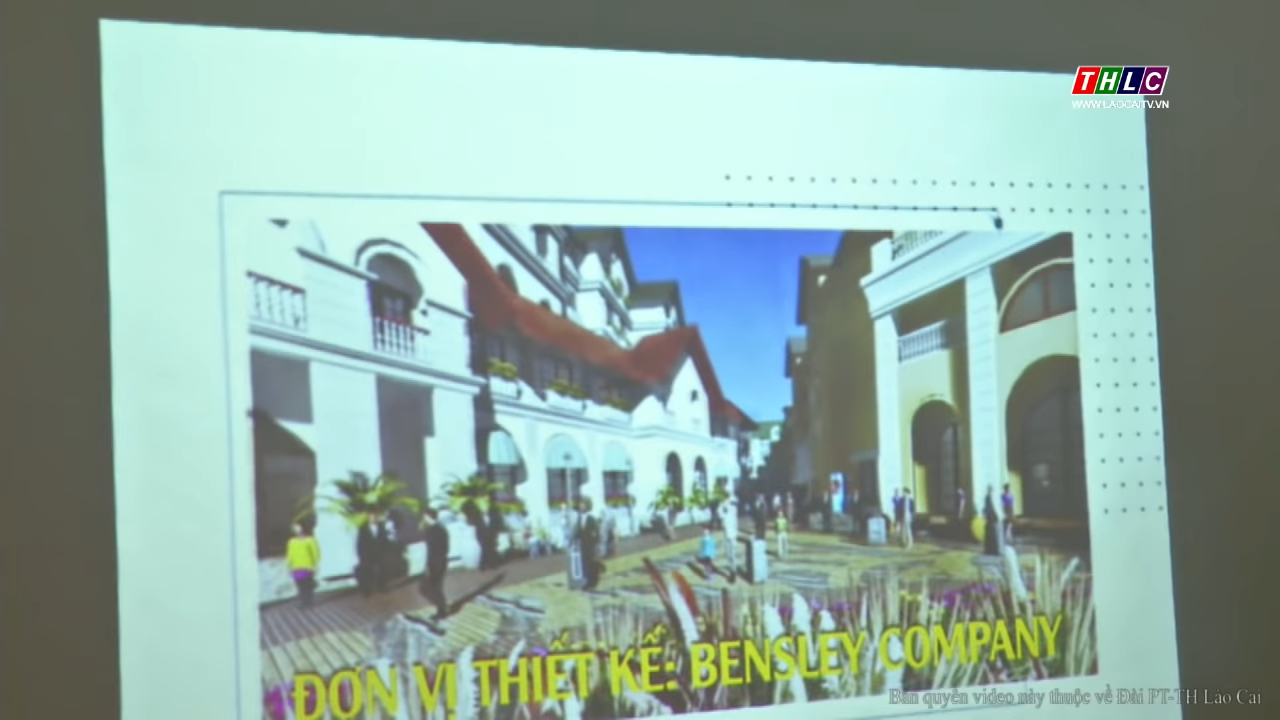 THLC
WWW.LAOCAITV.VN
ĐƠN VỊ THIẾT KẾ: BENSLEY COMPANY
Bản quyền video này thuộc về Đài PT-TH Lào Cai